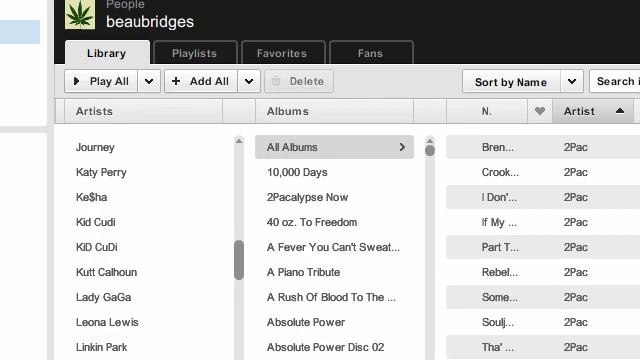 People
beaubridges
Library Playlists Favorites Fans
Play All Add All Delete Sort by Name Search
Artists Albums N. Artist
Journey All Albums Bren... 2Pac
Katy Perry 10,000 Days Crook... 2Pac
Ke$ha 2Pacalypse Now I Don'... 2Pac
Kid Cudi 40 oz. To Freedom If My ... 2Pac
KiD CuDi A Fever You Can't Sweat... Part T... 2Pac
Kutt Calhoun A Piano Tribute Rebel... 2Pac
Lady GaGa A Rush Of Blood To The ... Some... 2Pac
Leona Lewis Absolute Power Soulj... 2Pac
Linkin Park Absolute Power Disc 02 Tha' ... 2Pac